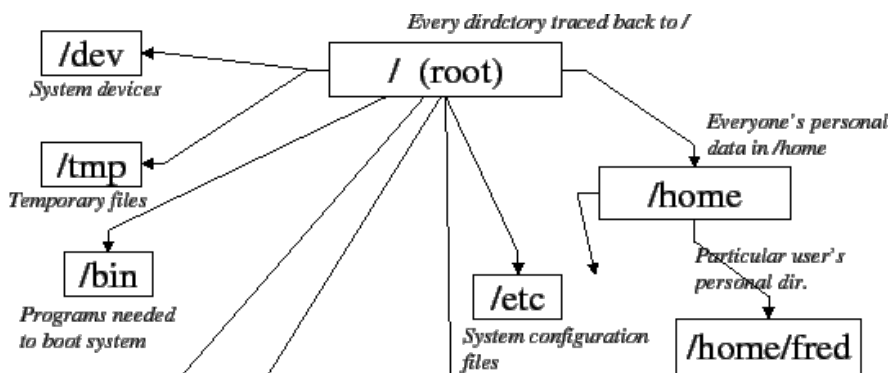 Every dirdctory traced back to /
/dev
/ (root)
System devices
Everyone's personal
data in /home
/tmp
Temporary files
/home
/bin
Particular user's
personal dir.
/etc
Programs needed
to boot system
System configuration
files
/home/fred